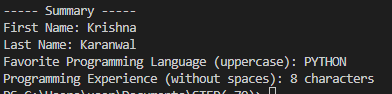 ----- Summary -----
First Name: Krishna
Last Name: Karanwal
Favorite Programming Language (uppercase): PYTHON
Programming Experience (without spaces): 8 characters